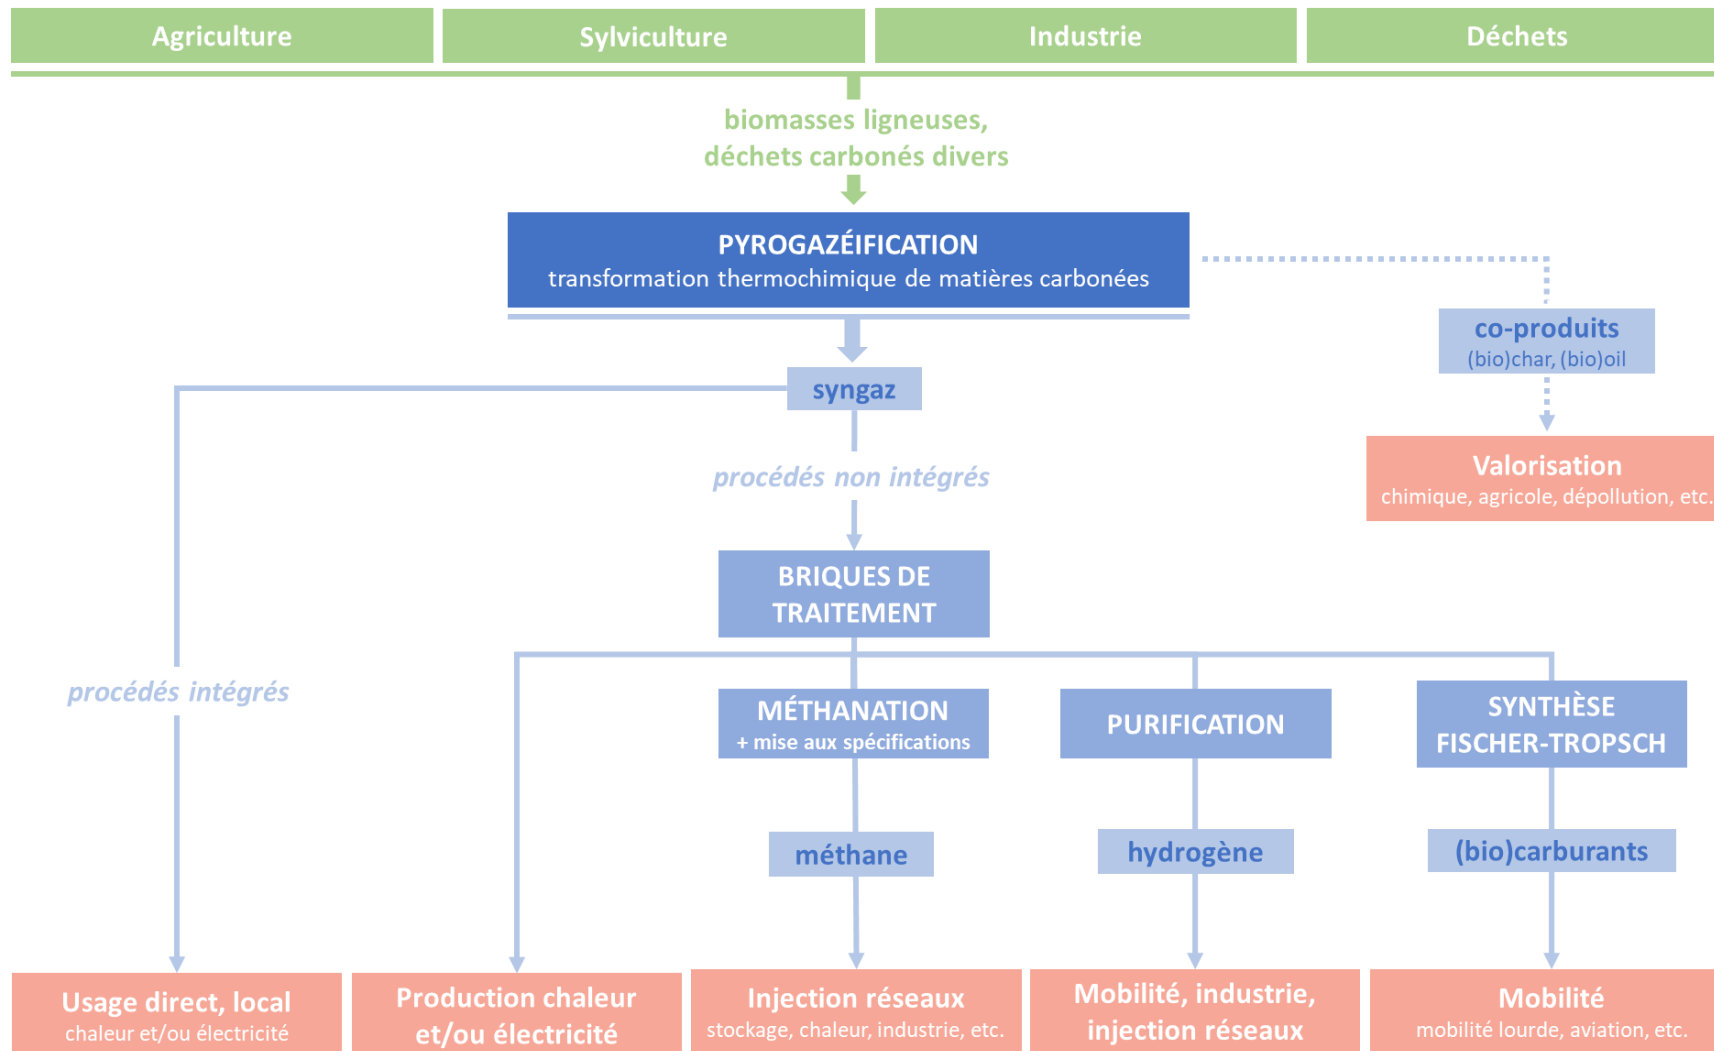 Agriculture
Sylviculture
Industrie
Déchets
biomasses ligneuses,
déchets carbonés divers
PYROGAZÉIFICATION
transformation thermochimique de matières carbonées
co-produits
(bio)char, (bio)oil
syngaz
Valorisation
chimique, agricole, dépollution, etc.
procédés non intégrés
BRIQUES DE
TRAITEMENT
procédés intégrés
MÉTHANATION
+ mise aux spécifications
PURIFICATION
SYNTHÈSE
FISCHER-TROPSCH
méthane
hydrogène
(bio)carburants
Usage direct, local
chaleur et/ou électricité
Production chaleur
et/ou électricité
Injection réseaux
stockage, chaleur, industrie, etc.
Mobilité, industrie,
injection réseaux
Mobilité
mobilité lourde, aviation, etc.